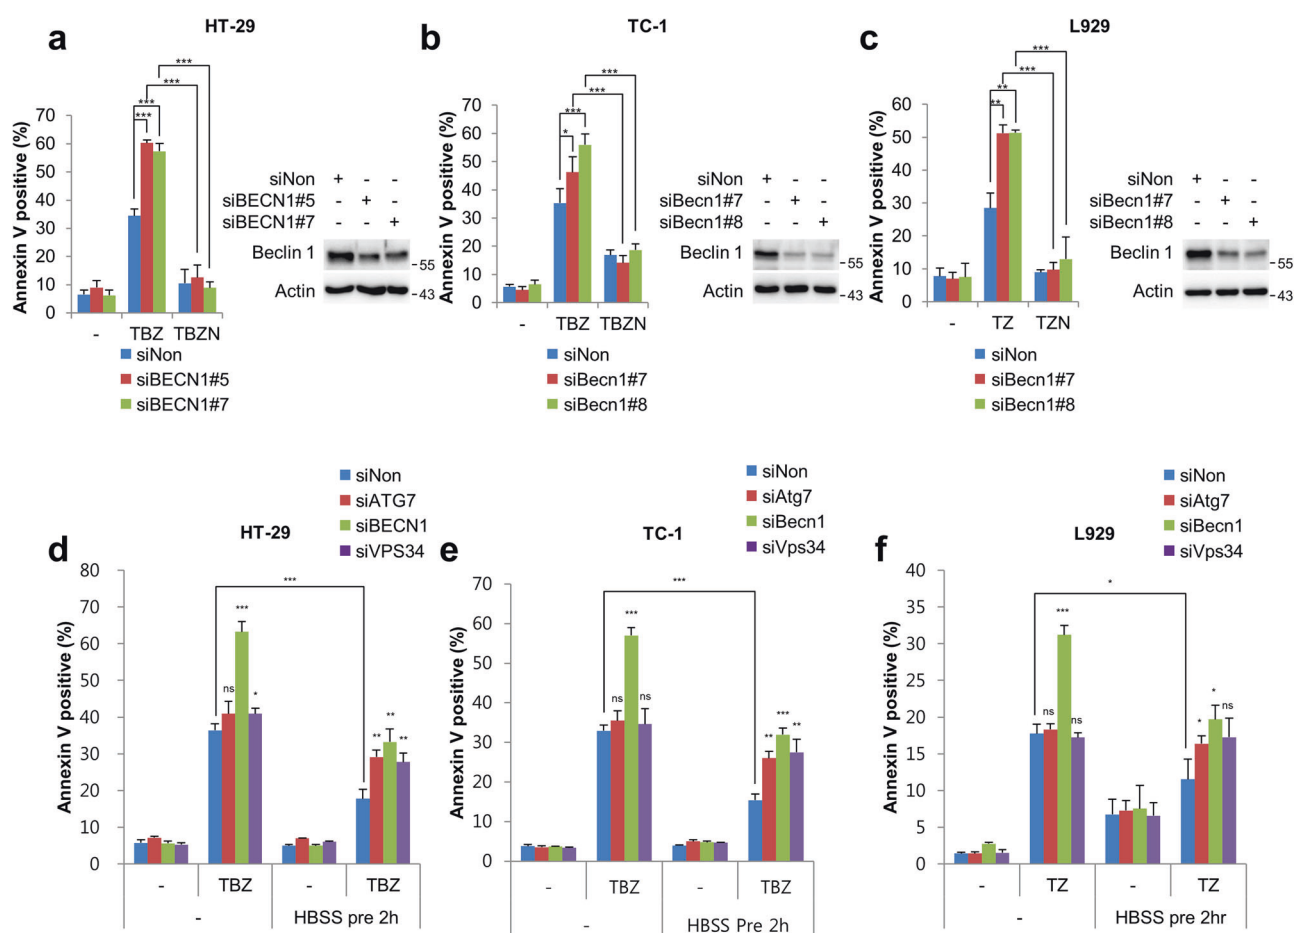 a
HT-29
***
***
***
***
Annexin V positive (%)
70
60
50
40
30
20
10
0
-
TBZ
TBZN
siNon
siBECN1#5
siBECN1#7
siNon + - -
siBECN1#5 - + -
siBECN1#7 - - +
Beclin 1
-55
Actin
-43
b
TC-1
***
***
***
*
Annexin V positive (%)
70
60
50
40
30
20
10
0
-
TBZ
TBZN
siNon
siBecn1#7
siBecn1#8
siNon + - -
siBecn1#7 - + -
siBecn1#8 - - +
Beclin 1
-55
Actin
-43
c
L929
***
***
**
**
Annexin V positive (%)
60
50
40
30
20
10
0
-
TZ
TZN
siNon
siBecn1#7
siBecn1#8
siNon + - -
siBecn1#7 - + -
siBecn1#8 - - +
Beclin 1
-55
Actin
-43
d
HT-29
siNon
siATG7
siBECN1
siVPS34
Annexin V positive (%)
80
70
60
50
40
30
20
10
0
***
ns
***
*
**
**
**
- TBZ - TBZ
- HBSS pre 2h
e
TC-1
siNon
siAtg7
siBecn1
siVps34
Annexin V positive (%)
70
60
50
40
30
20
10
0
***
ns
***
ns
**
***
**
- TBZ - TBZ
- HBSS Pre 2h
f
L929
siNon
siAtg7
siBecn1
siVps34
Annexin V positive (%)
40
35
30
25
20
15
10
5
0
*
ns
***
ns
*
*
ns
- TZ - TZ
- HBSS pre 2hr